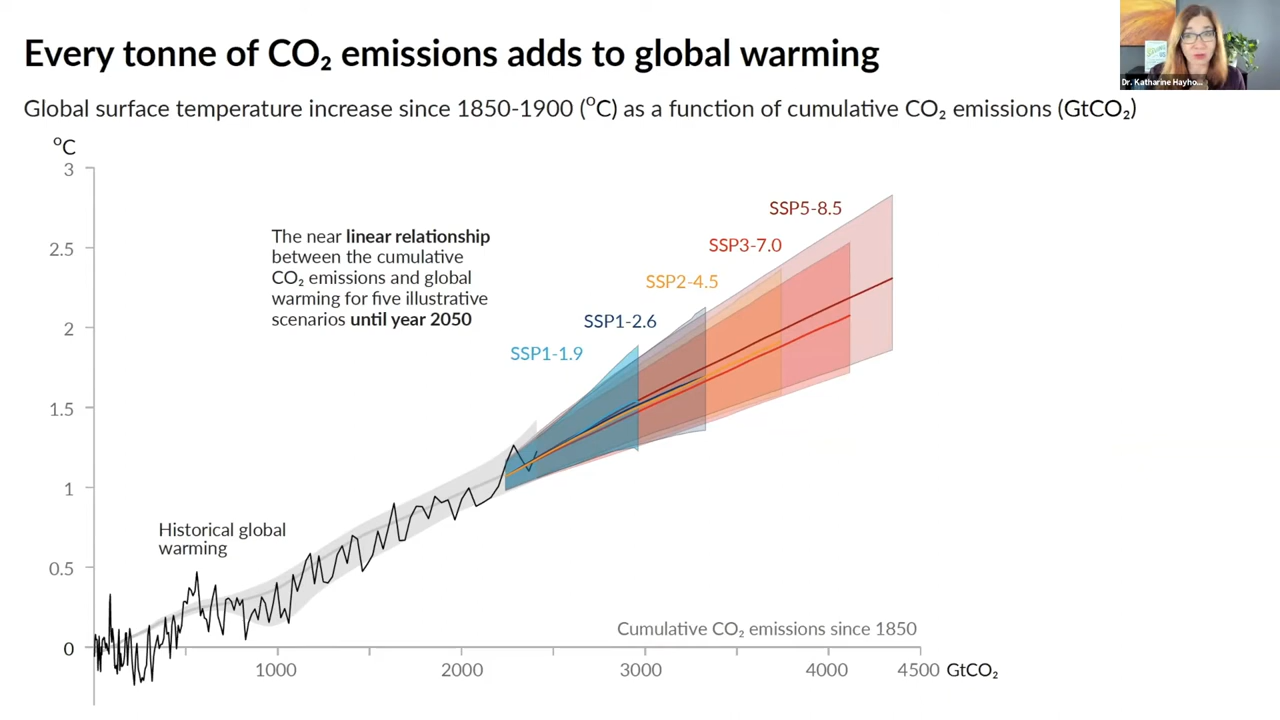 Every tonne of CO₂ emissions adds to global warming
Dr. Katharine Hayho...
Global surface temperature increase since 1850-1900 (°C) as a function of cumulative CO₂ emissions (GtCO₂)
°C
3
2.5
2
1.5
1
0.5
0
The near linear relationship
between the cumulative
CO₂ emissions and global
warming for five illustrative
scenarios until year 2050
SSP5-8.5
SSP3-7.0
SSP2-4.5
SSP1-2.6
SSP1-1.9
Historical global
warming
Cumulative CO₂ emissions since 1850
1000
2000
3000
4000
4500 GtCO₂